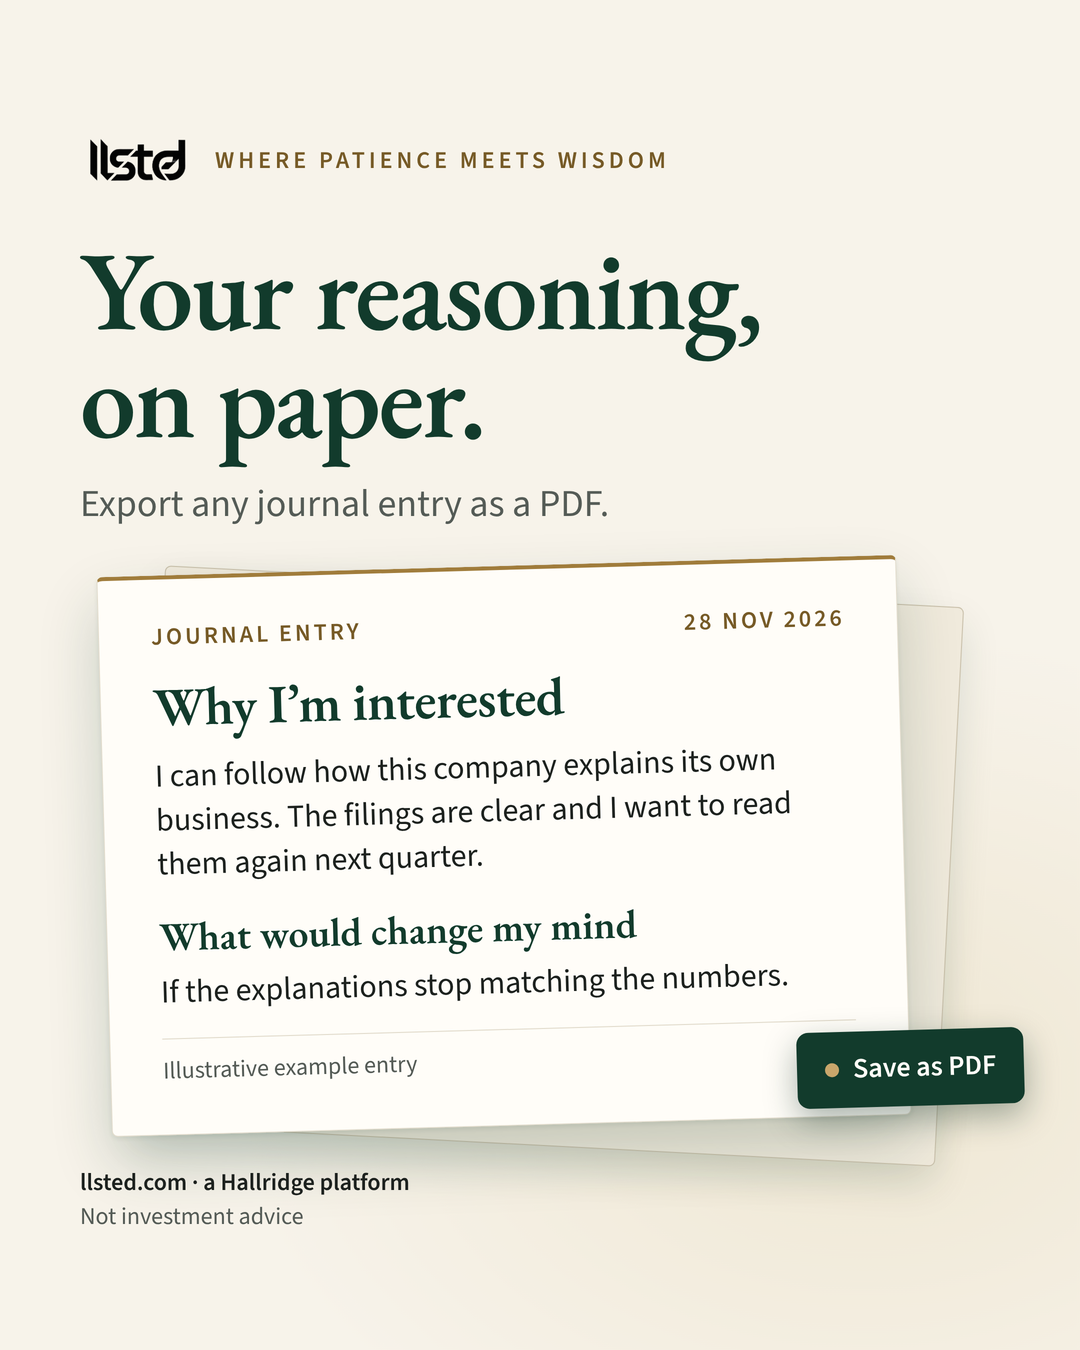 llstd
WHERE PATIENCE MEETS WISDOM
Your reasoning,
on paper.
Export any journal entry as a PDF.
JOURNAL ENTRY
28 NOV 2026
Why I’m interested
I can follow how this company explains its own
business. The filings are clear and I want to read
them again next quarter.
What would change my mind
If the explanations stop matching the numbers.
Illustrative example entry
Save as PDF
llsted.com · a Hallridge platform
Not investment advice